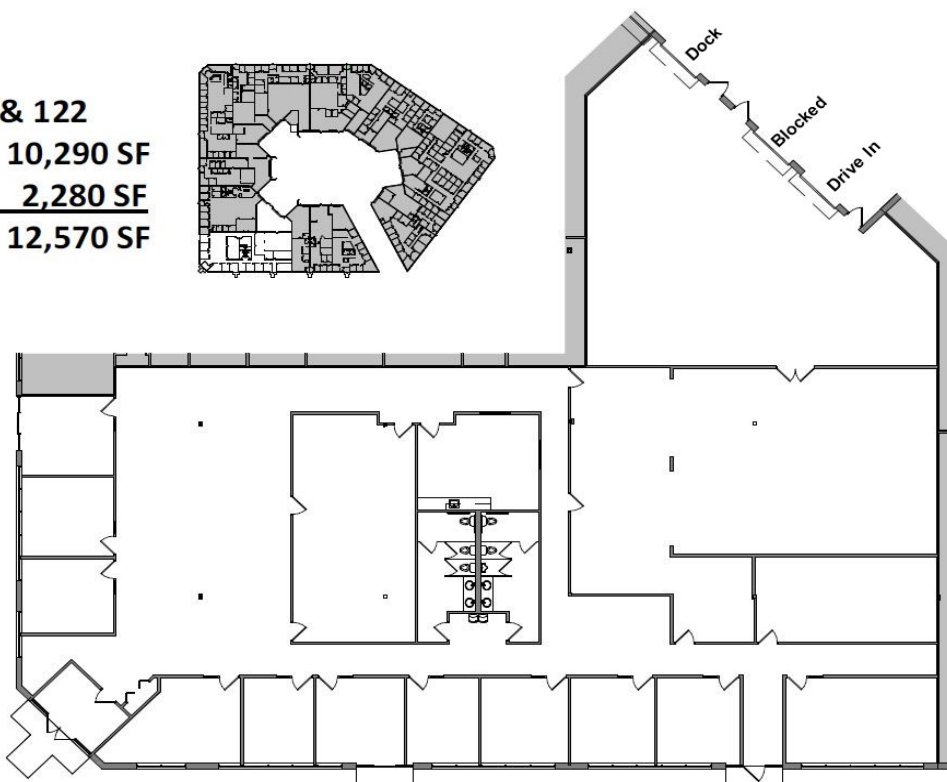 & 122
10,290 SF
2,280 SF
12,570 SF
Dock
Blocked
Drive In